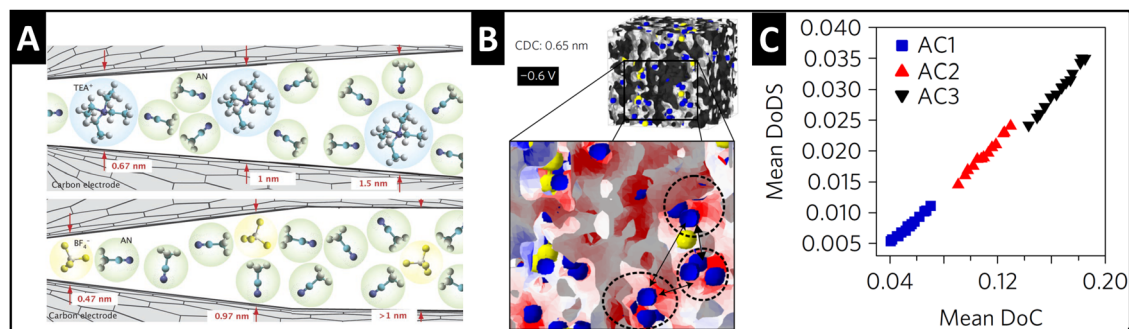 A
TEA⁺
AN
0.67 nm
1 nm
1.5 nm
Carbon electrode
BF₄⁻
AN
0.47 nm
0.97 nm
>1 nm
Carbon electrode
B
CDC: 0.65 nm
−0.6 V
C
AC1
AC2
AC3
Mean DoDS
0.040
0.035
0.030
0.025
0.020
0.015
0.010
0.005
0.04
0.12
0.20
Mean DoC